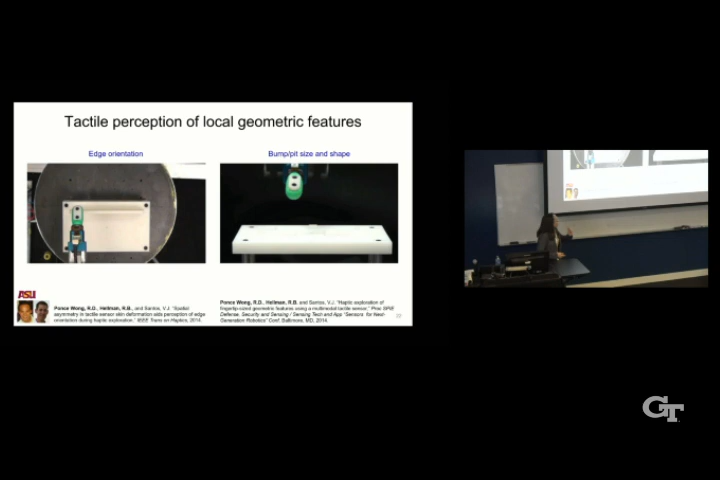 Tactile perception of local geometric features
Edge orientation
Bump/pit size and shape
ASU
Ponce Wong, R.D., Hellman, R.B., and Santos, V.J. "Spatial
asymmetry in tactile sensor skin deformation aids perception of edge
orientation during haptic exploration," IEEE Trans on Haptics, 2014.
Ponce Wong, R.D., Hellman, R.B. and Santos, V.J. "Haptic exploration of
fingertip-sized geometric features using a multimodal tactile sensor," Proc SPIE
Defense, Security and Sensing / Sensing Tech and App "Sensors for Next-
Generation Robotics" Conf, Baltimore, MD, 2014.
GT